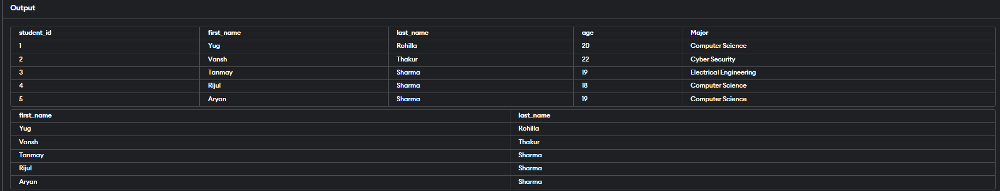 Output
student_id first_name last_name age Major
1 Yug Rohilla 20 Computer Science
2 Vansh Thakur 22 Cyber Security
3 Tanmay Sharma 19 Electrical Engineering
4 Rijul Sharma 18 Computer Science
5 Aryan Sharma 19 Computer Science
first_name last_name
Yug Rohilla
Vansh Thakur
Tanmay Sharma
Rijul Sharma
Aryan Sharma